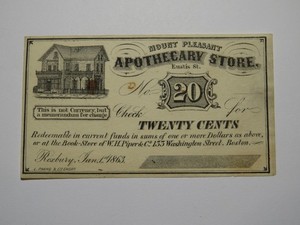 MOUNT PLEASANT
APOTHECARY STORE.
Eustis St.
No.
20
This is not Currency, but
a memorandum for change.
Check for
TWENTY CENTS
Redeemable in current funds in sums of one or more Dollars as above,
or at the Book-Store of W.H. Piper & Co. 133 Washington Street, Boston.
Roxbury, Jan. 1863.